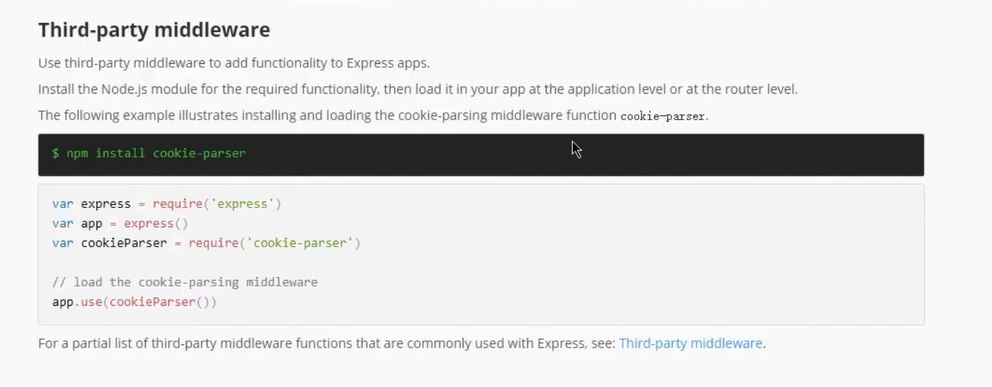 Third-party middleware
Use third-party middleware to add functionality to Express apps.
Install the Node.js module for the required functionality, then load it in your app at the application level or at the router level.
The following example illustrates installing and loading the cookie-parsing middleware function cookie-parser.
$ npm install cookie-parser
var express = require('express')
var app = express()
var cookieParser = require('cookie-parser')
// load the cookie-parsing middleware
app.use(cookieParser())
For a partial list of third-party middleware functions that are commonly used with Express, see: Third-party middleware.